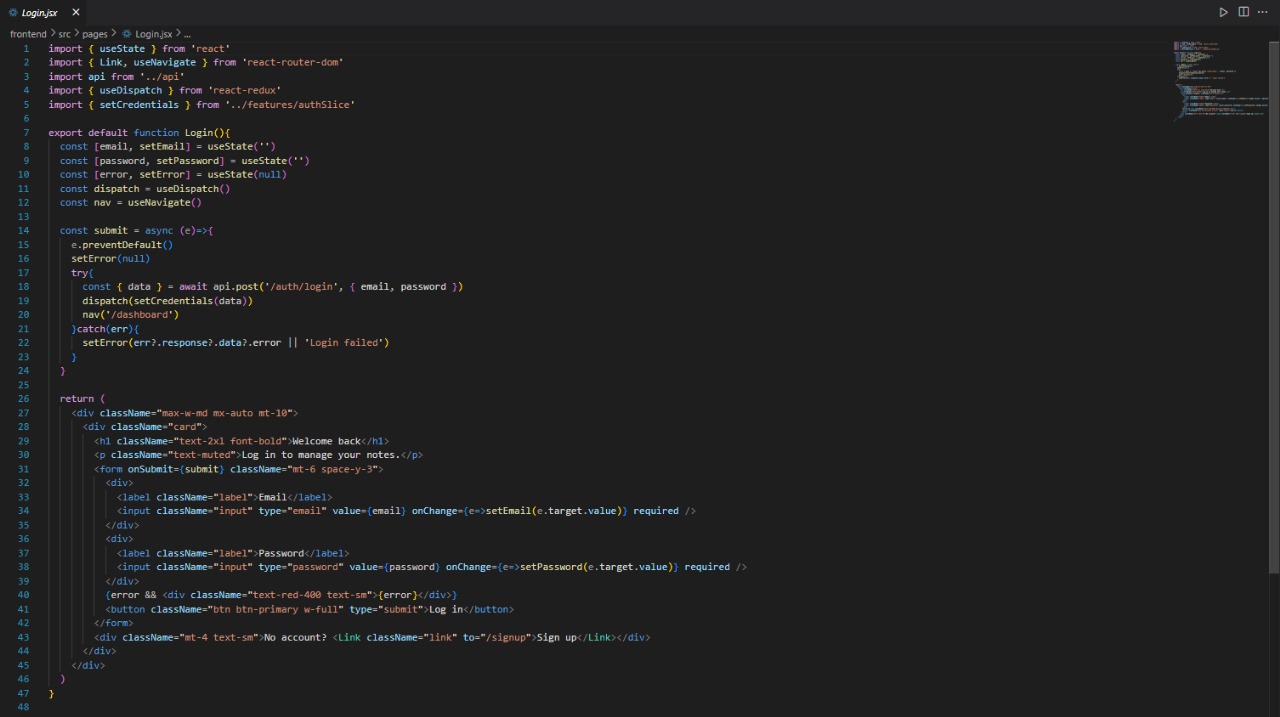 Login.jsx
frontend > src > pages > Login.jsx > ...
1 import { useState } from 'react'
2 import { Link, useNavigate } from 'react-router-dom'
3 import api from '../api'
4 import { useDispatch } from 'react-redux'
5 import { setCredentials } from '../features/authSlice'
6
7 export default function Login(){
8   const [email, setEmail] = useState('')
9   const [password, setPassword] = useState('')
10   const [error, setError] = useState(null)
11   const dispatch = useDispatch()
12   const nav = useNavigate()
13
14   const submit = async (e)=>{
15     e.preventDefault()
16     setError(null)
17     try{
18       const { data } = await api.post('/auth/login', { email, password })
19       dispatch(setCredentials(data))
20       nav('/dashboard')
21     }catch(err){
22       setError(err?.response?.data?.error || 'Login failed')
23     }
24   }
25
26   return (
27     <div className="max-w-md mx-auto mt-10">
28       <div className="card">
29         <h1 className="text-2xl font-bold">Welcome back</h1>
30         <p className="text-muted">Log in to manage your notes.</p>
31         <form onSubmit={submit} className="mt-6 space-y-3">
32           <div>
33             <label className="label">Email</label>
34             <input className="input" type="email" value={email} onChange={e=>setEmail(e.target.value)} required />
35           </div>
36           <div>
37             <label className="label">Password</label>
38             <input className="input" type="password" value={password} onChange={e=>setPassword(e.target.value)} required />
39           </div>
40           {error && <div className="text-red-400 text-sm">{error}</div>}
41           <button className="btn btn-primary w-full" type="submit">Log in</button>
42         </form>
43         <div className="mt-4 text-sm">No account? <Link className="link" to="/signup">Sign up</Link></div>
44       </div>
45     </div>
46   )
47 }
48